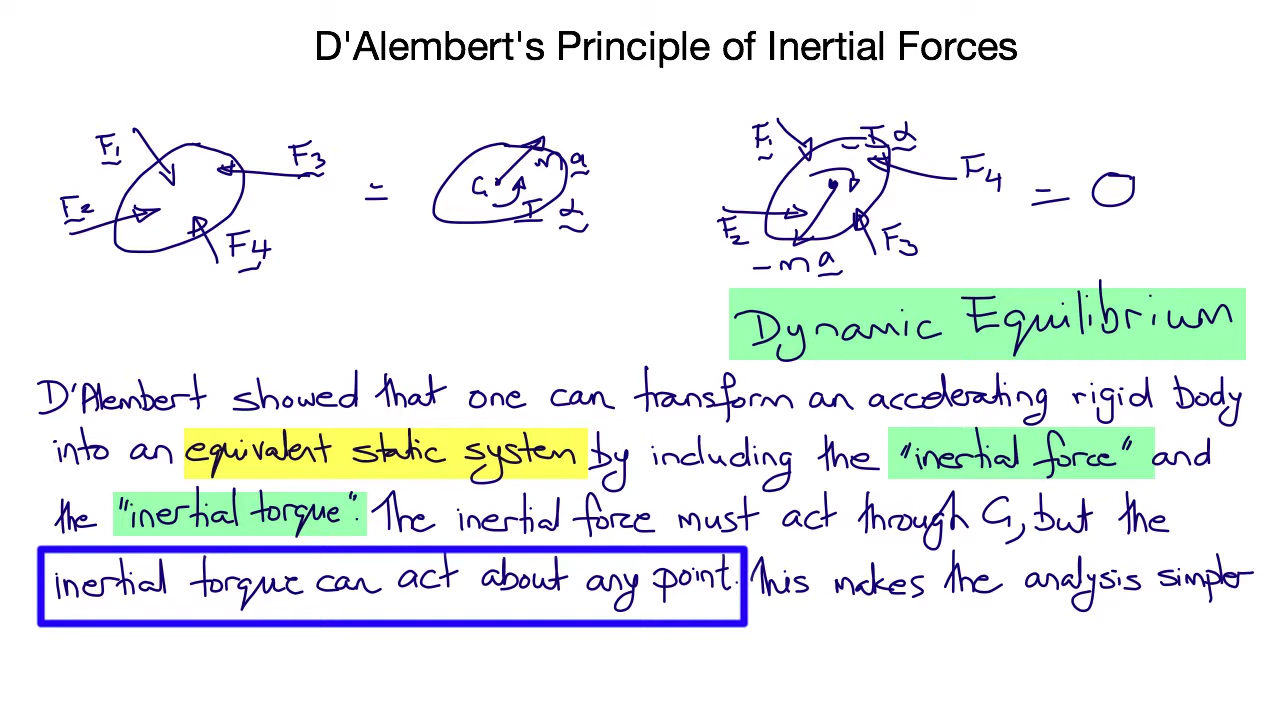 D'Alembert's Principle of Inertial Forces
F1
F2
F3
F4
=
G
ma
I α
F1
F2
-I α
F4
F3
-ma
= 0
Dynamic Equilibrium
D'Alembert showed that one can transform an accelerating rigid body
into an equivalent static system by including the "inertial force" and
the "inertial torque". The inertial force must act through G, but the
inertial torque can act about any point. This makes the analysis simpler